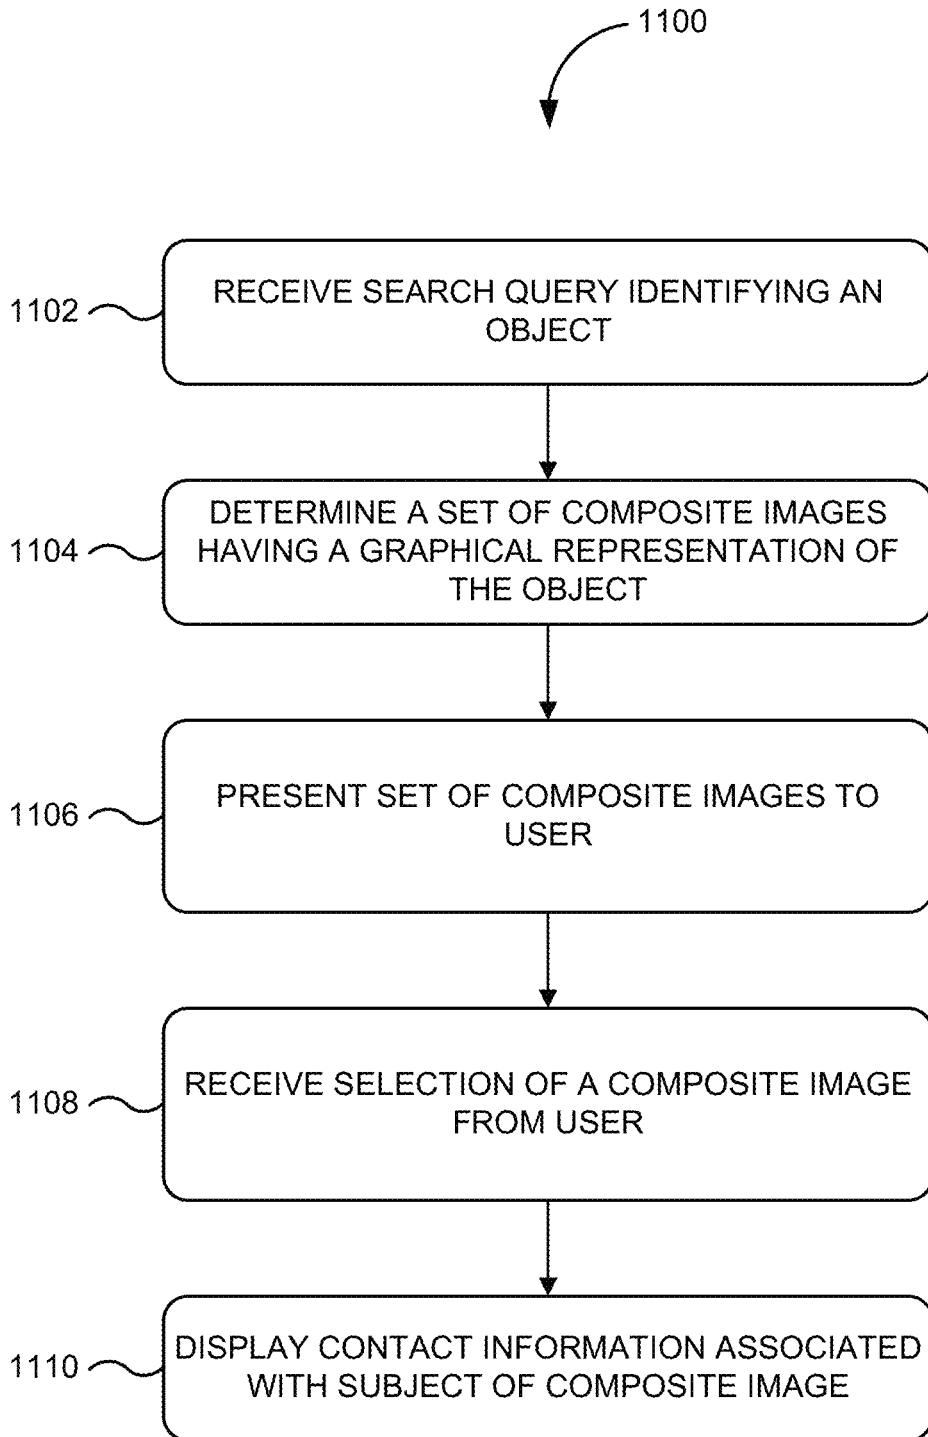 1100
1102
RECEIVE SEARCH QUERY IDENTIFYING AN
OBJECT
1104
DETERMINE A SET OF COMPOSITE IMAGES
HAVING A GRAPHICAL REPRESENTATION OF
THE OBJECT
1106
PRESENT SET OF COMPOSITE IMAGES TO
USER
1108
RECEIVE SELECTION OF A COMPOSITE IMAGE
FROM USER
1110
DISPLAY CONTACT INFORMATION ASSOCIATED
WITH SUBJECT OF COMPOSITE IMAGE